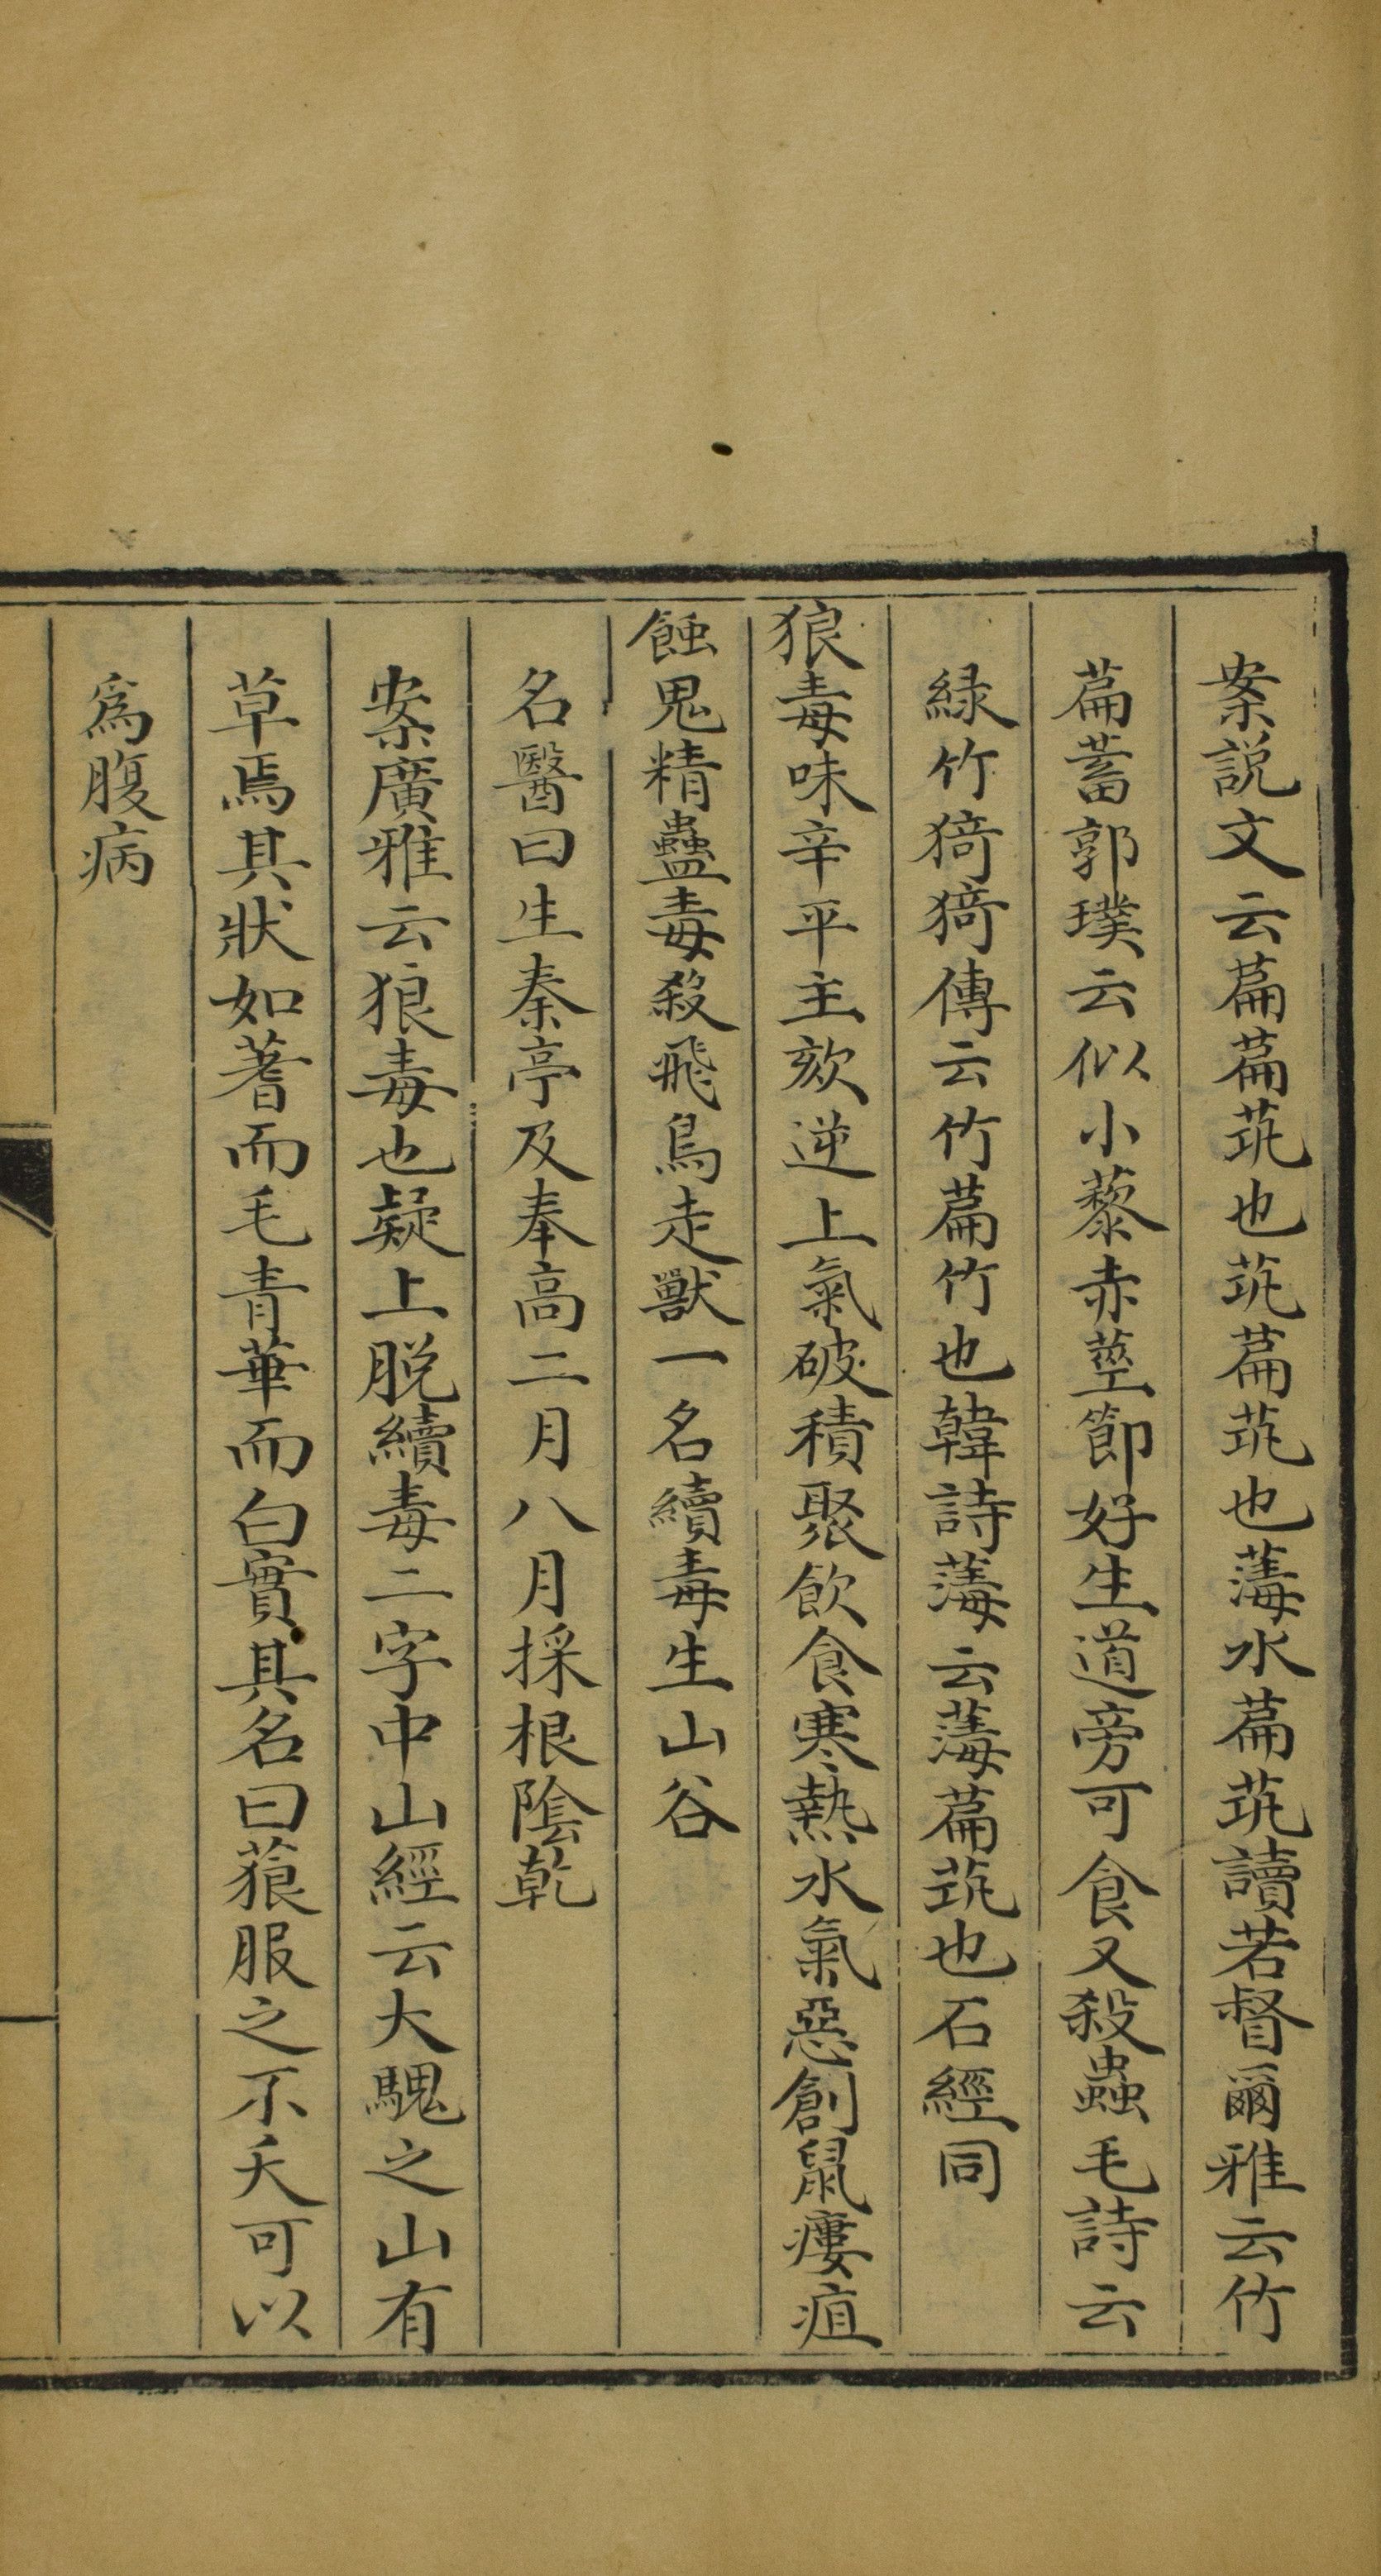 案説文云萹萹茿也茿萹茿也薄水萹茿讀若督爾雅云竹
萹蓄郭璞云似小藜赤莖節好生道旁可食又殺蟲毛詩云
緑竹猗猗傳云竹萹竹也韓詩薄云薄萹茿也石經同
狼毒味辛平主欬逆上氣破積聚飲食寒熱水氣惡創鼠瘻疽
蝕鬼精蠱毒殺飛鳥走獸一名續毒生山谷
名醫曰生秦亭及奉高二月八月採根陰乾
案廣雅云狼毒也疑上脱續毒二字中山經云大騩之山有
草焉其狀如蓍而毛青華而白實其名曰蒗服之不夭可以
爲腹病